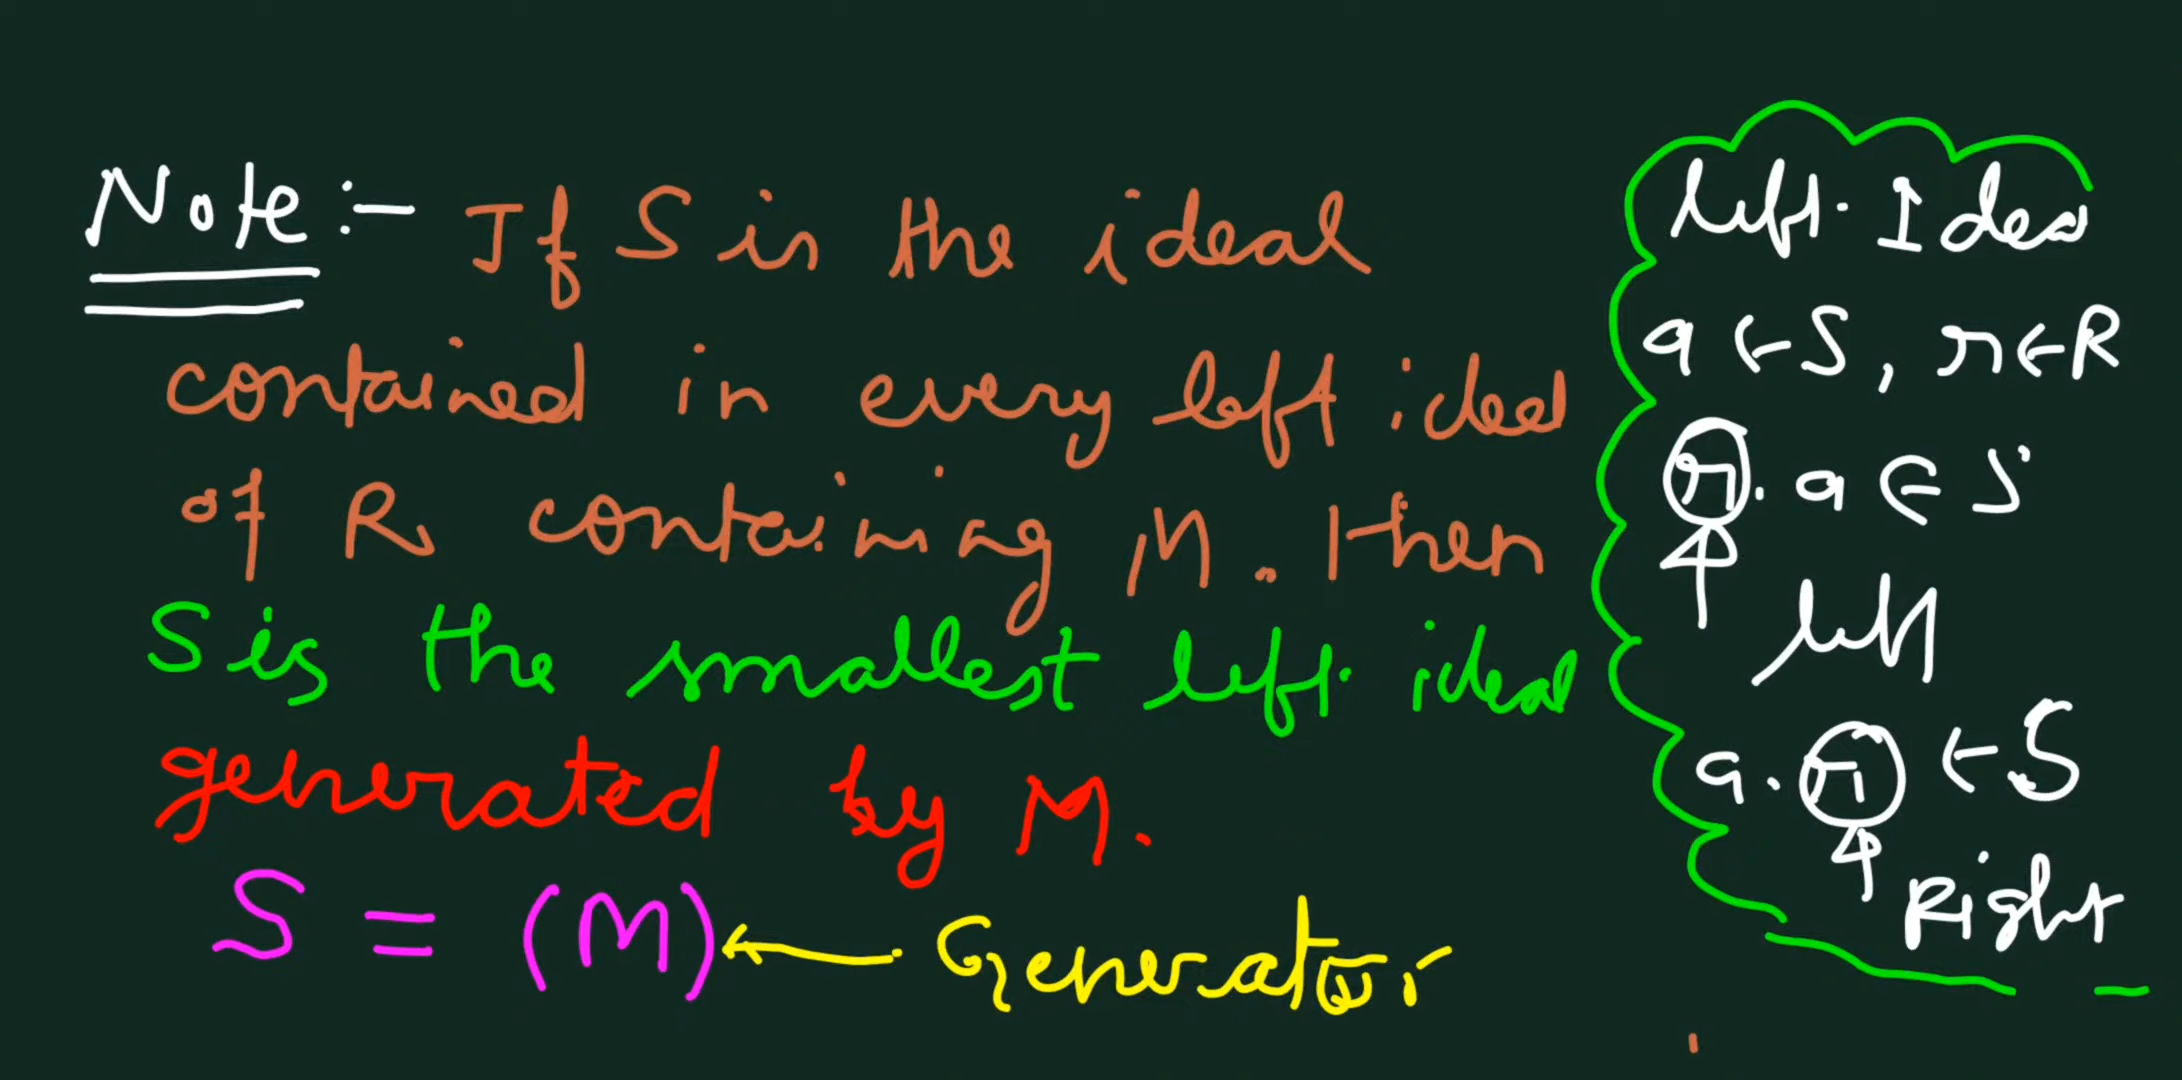 Note:- If S is the ideal
contained in every left ideal
of R containing M. Then
S is the smallest left ideal
generated by M.
S = (M) ← Generator
left Idea
a ∈ S, r ∈ R
r. a ∈ S
left
a. r ∈ S
Right